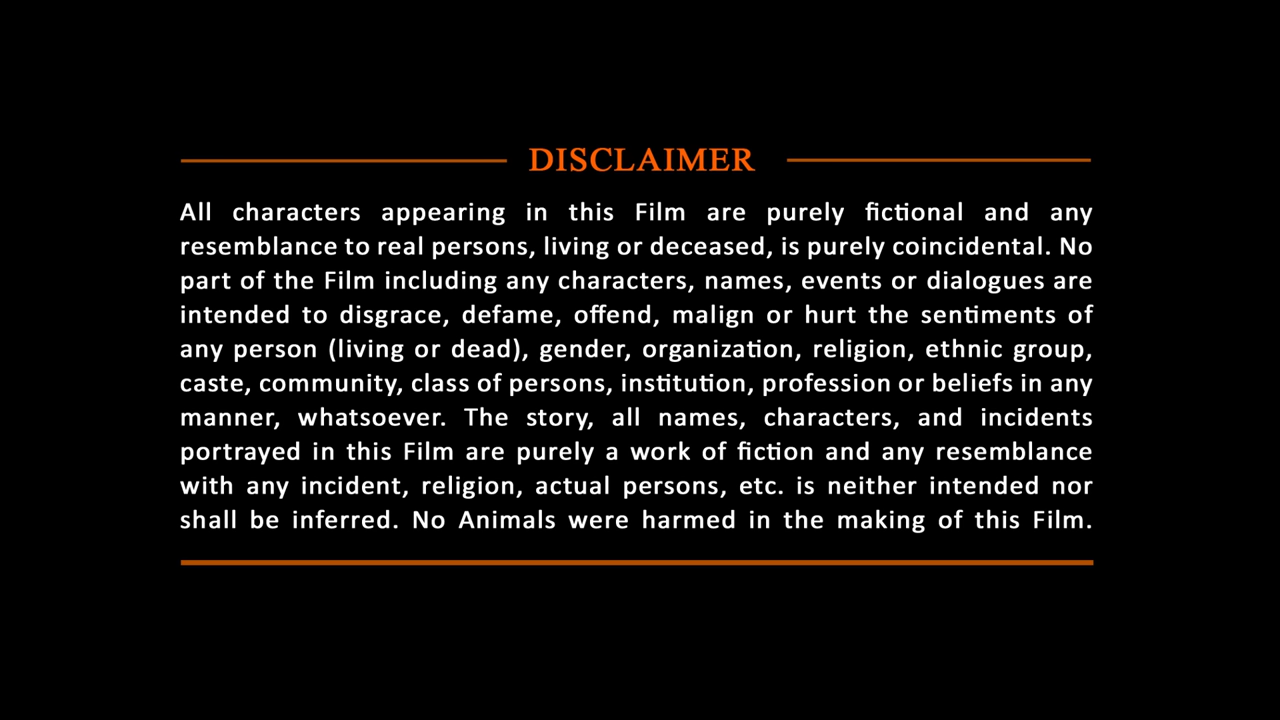 DISCLAIMER
All characters appearing in this Film are purely fictional and any
resemblance to real persons, living or deceased, is purely coincidental. No
part of the Film including any characters, names, events or dialogues are
intended to disgrace, defame, offend, malign or hurt the sentiments of
any person (living or dead), gender, organization, religion, ethnic group,
caste, community, class of persons, institution, profession or beliefs in any
manner, whatsoever. The story, all names, characters, and incidents
portrayed in this Film are purely a work of fiction and any resemblance
with any incident, religion, actual persons, etc. is neither intended nor
shall be inferred. No Animals were harmed in the making of this Film.